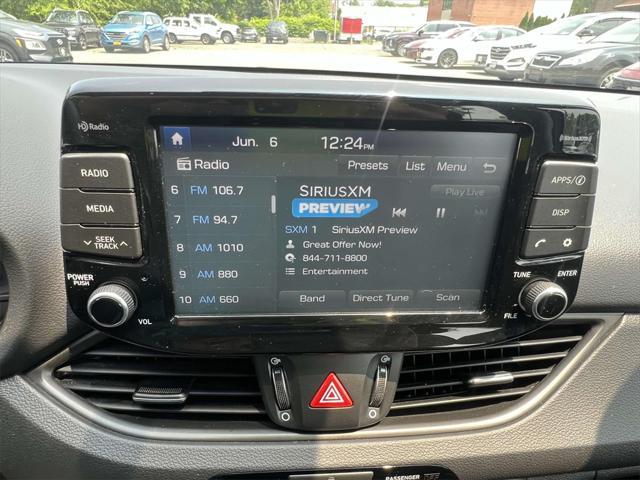 HD Radio
SiriusXM
Jun. 6 12:24PM
Radio
Presets List Menu
6 FM 106.7
7 FM 94.7
8 AM 1010
9 AM 880
10 AM 660
SIRIUSXM
PREVIEW
Play Live
SXM 1 SiriusXM Preview
Great Offer Now!
844-711-8800
Entertainment
Band Direct Tune Scan
RADIO
MEDIA
SEEK
TRACK
POWER
PUSH
VOL
APPS/
DISP
TUNE ENTER
FILE
PASSENGER